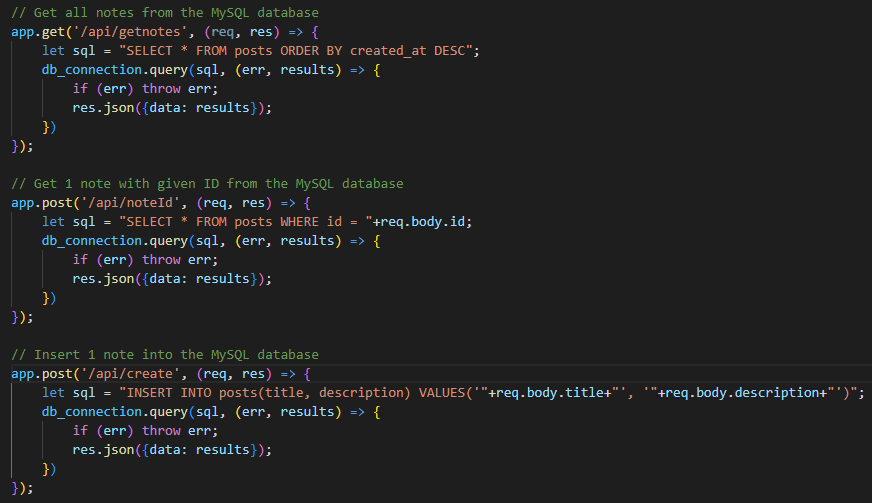 // Get all notes from the MySQL database
app.get('/api/getnotes', (req, res) => {
    let sql = "SELECT * FROM posts ORDER BY created_at DESC";
    db_connection.query(sql, (err, results) => {
        if (err) throw err;
        res.json({data: results});
    })
});

// Get 1 note with given ID from the MySQL database
app.post('/api/noteId', (req, res) => {
    let sql = "SELECT * FROM posts WHERE id = "+req.body.id;
    db_connection.query(sql, (err, results) => {
        if (err) throw err;
        res.json({data: results});
    })
});

// Insert 1 note into the MySQL database
app.post('/api/create', (req, res) => {
    let sql = "INSERT INTO posts(title, description) VALUES('"+req.body.title+"', '"+req.body.description+"')";
    db_connection.query(sql, (err, results) => {
        if (err) throw err;
        res.json({data: results});
    })
});